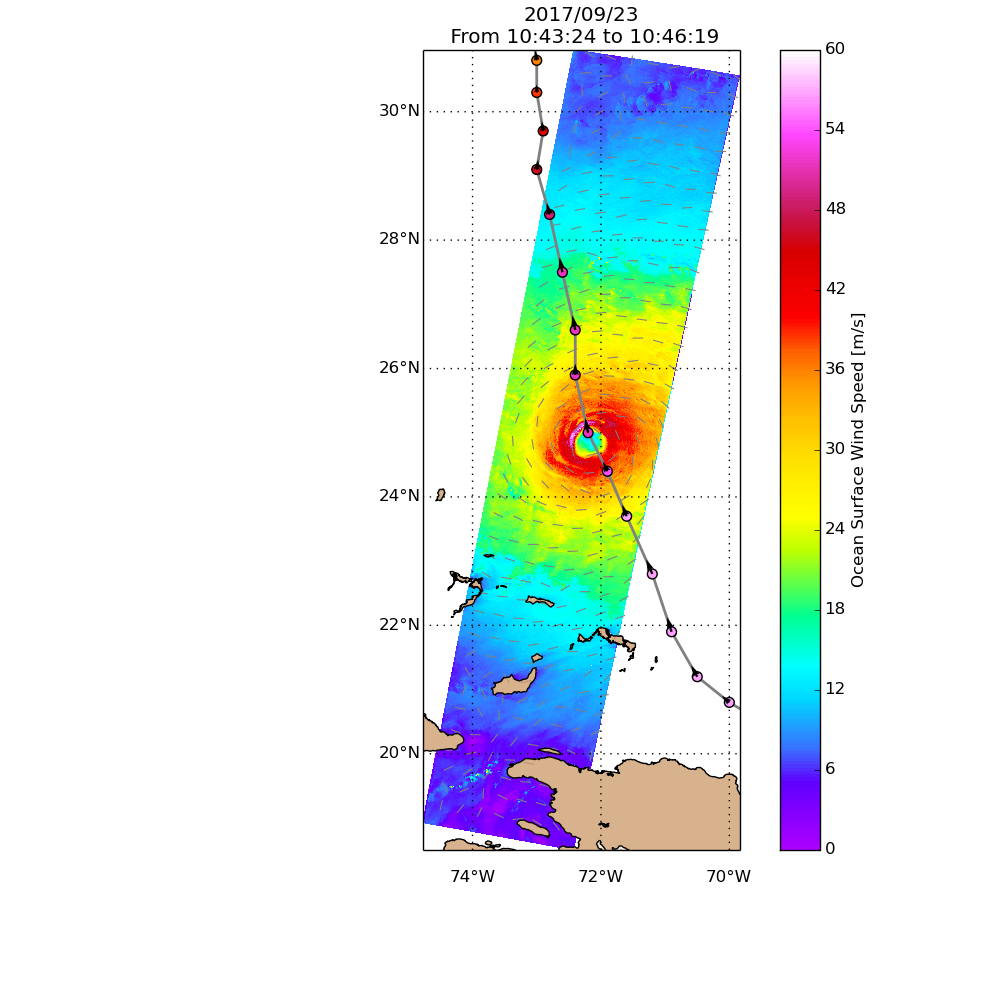 2017/09/23
From 10:43:24 to 10:46:19
30°N
28°N
26°N
24°N
22°N
20°N
74°W
72°W
70°W
60
54
48
42
36
30
24
18
12
6
0
Ocean Surface Wind Speed [m/s]